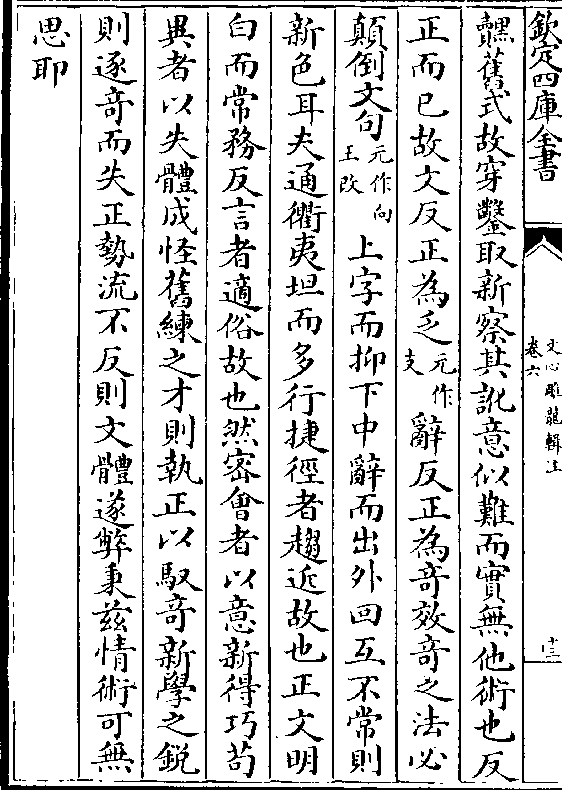 欽定四庫全書
文心雕龍輯注
卷六
十三
黷舊式故穿鑿取新察其訛意似難而實無他術也反
正而已故文反正為乏元作支辭反正為竒效竒之法必
顛倒文句元作向王改上字而抑下中辭而出外回互不常則
新色耳夫通衢夷坦而多行捷徑者趨近故也正文明
白而常務反言者適俗故也然密會者以意新得巧苟
異者以失體成怪舊練之才則執正以馭竒新學之銳
則逐竒而失正勢流不反則文體遂弊秉兹情術可無
思耶